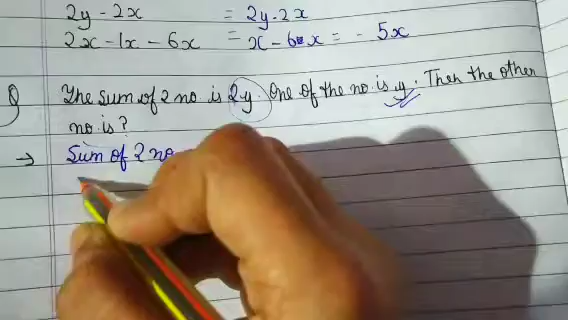 2y - 2x = 2y - 2x
2x - 1x - 6x = x - 6x = - 5x
Q The sum of 2 no is 2y One of the no is y. Then the other
no is?
→ Sum of 2 no